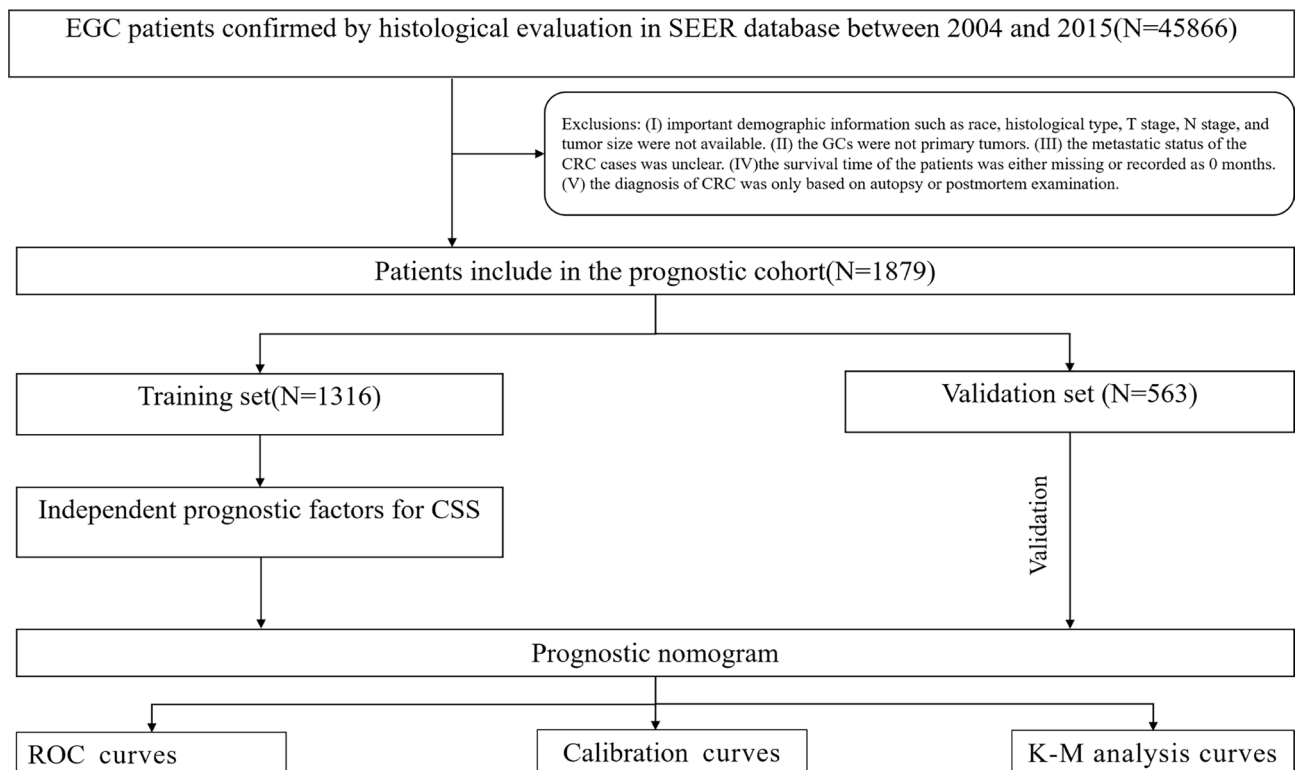 EGC patients confirmed by histological evaluation in SEER database between 2004 and 2015(N=45866)
Exclusions: (I) important demographic information such as race, histological type, T stage, N stage, and
tumor size were not available. (II) the GCs were not primary tumors. (III) the metastatic status of the
CRC cases was unclear. (IV)the survival time of the patients was either missing or recorded as 0 months.
(V) the diagnosis of CRC was only based on autopsy or postmortem examination.
Patients include in the prognostic cohort(N=1879)
Training set(N=1316)
Validation set (N=563)
Independent prognostic factors for CSS
Validation
Prognostic nomogram
ROC curves
Calibration curves
K-M analysis curves